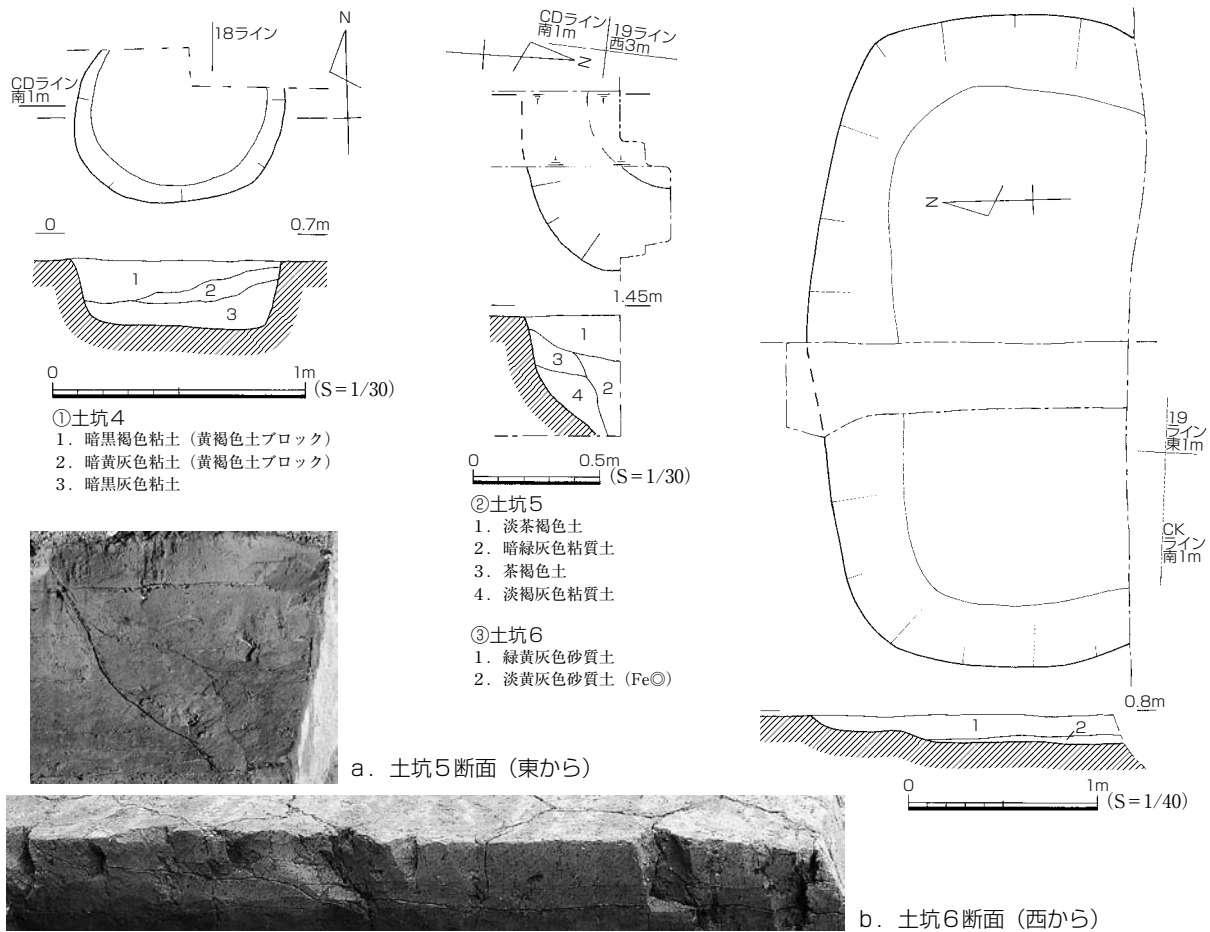 18ライン
N
CDライン
南1m
0
0.7m
1
2
3
0
1m
(S=1/30)
①土坑4
1．暗黒褐色粘土（黄褐色土ブロック）
2．暗黄灰色粘土（黄褐色土ブロック）
3．暗黒灰色粘土
CDライン
南1m
19ライン
西3m
N
1.45m
1
3
2
4
0
0.5m
(S=1/30)
②土坑5
1．淡茶褐色土
2．暗緑灰色粘質土
3．茶褐色土
4．淡褐灰色粘質土
③土坑6
1．緑黄灰色砂質土
2．淡黄灰色砂質土（Fe◎）
N
19
ライン
東1m
CK
ライン
南1m
0.8m
1
2
0
1m
(S=1/40)
a．土坑5断面（東から）
b．土坑6断面（西から）